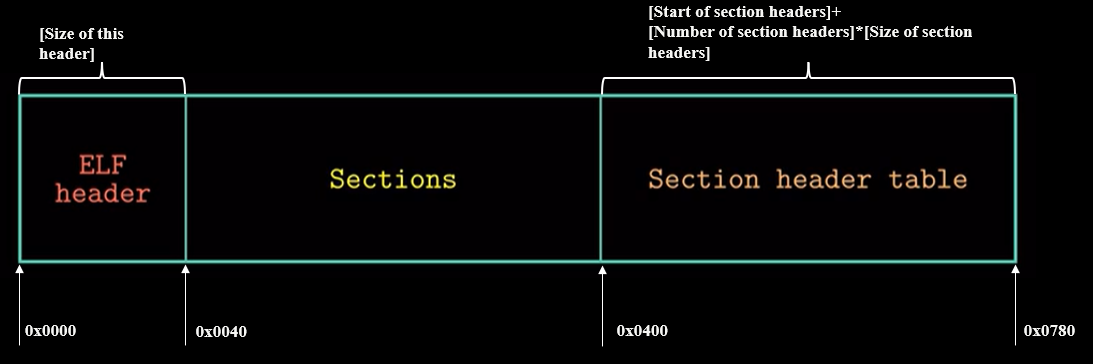 [Size of this
header]
[Start of section headers]+
[Number of section headers]*[Size of section
headers]
ELF
header
Sections
Section header table
0x0000
0x0040
0x0400
0x0780